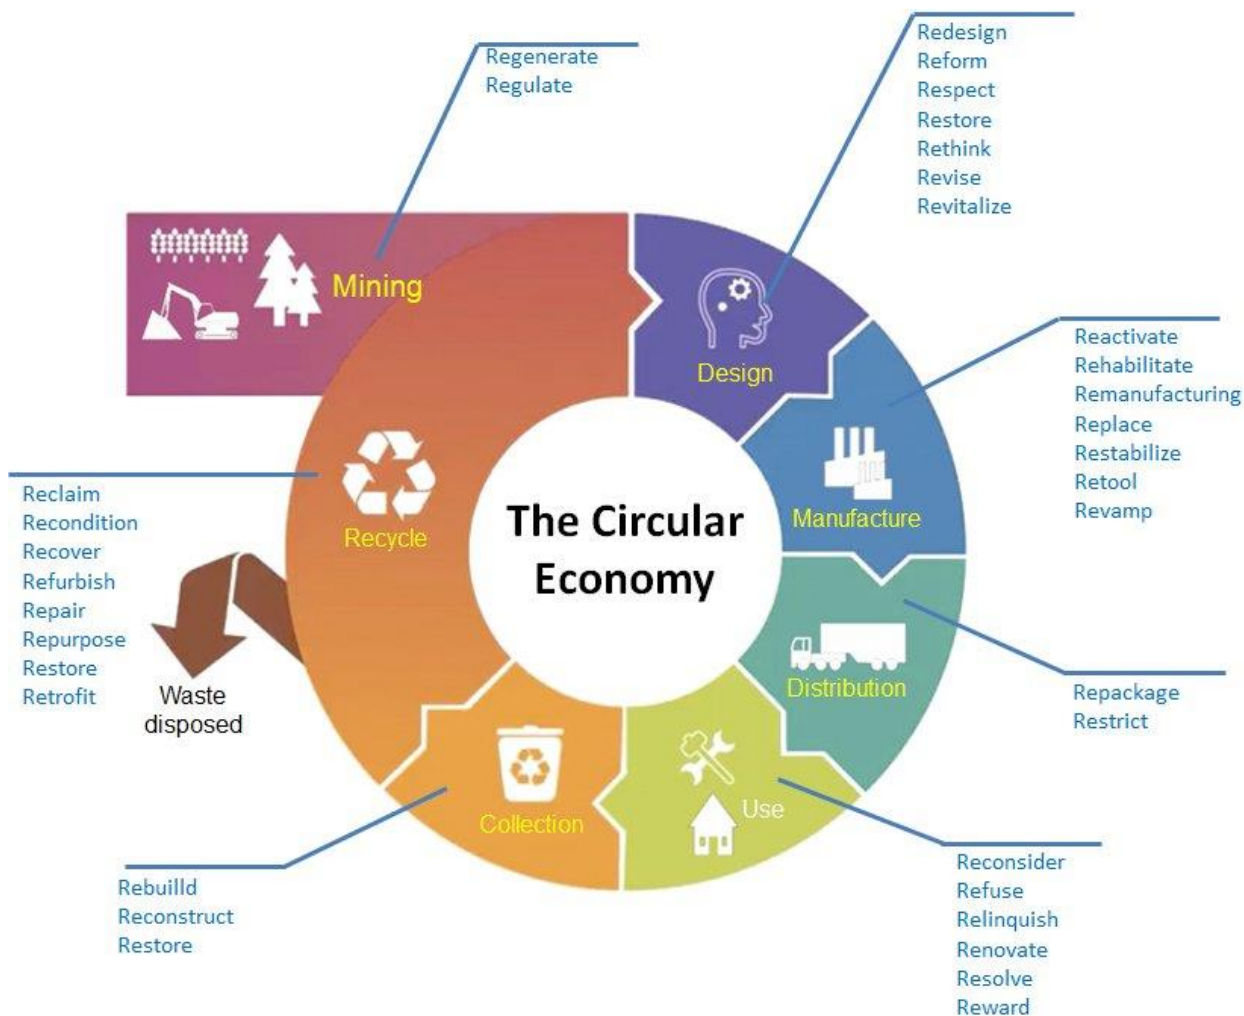 Regenerate
Regulate
Redesign
Reform
Respect
Restore
Rethink
Revise
Revitalize
Mining
Design
Reactivate
Rehabilitate
Remanufacturing
Replace
Restabilize
Retool
Revamp
Manufacture
Reclaim
Recondition
Recover
Refurbish
Repair
Repurpose
Restore
Retrofit
Recycle
The Circular
Economy
Distribution
Repackage
Restrict
Waste
disposed
Collection
Use
Rebuilld
Reconstruct
Restore
Reconsider
Refuse
Relinquish
Renovate
Resolve
Reward